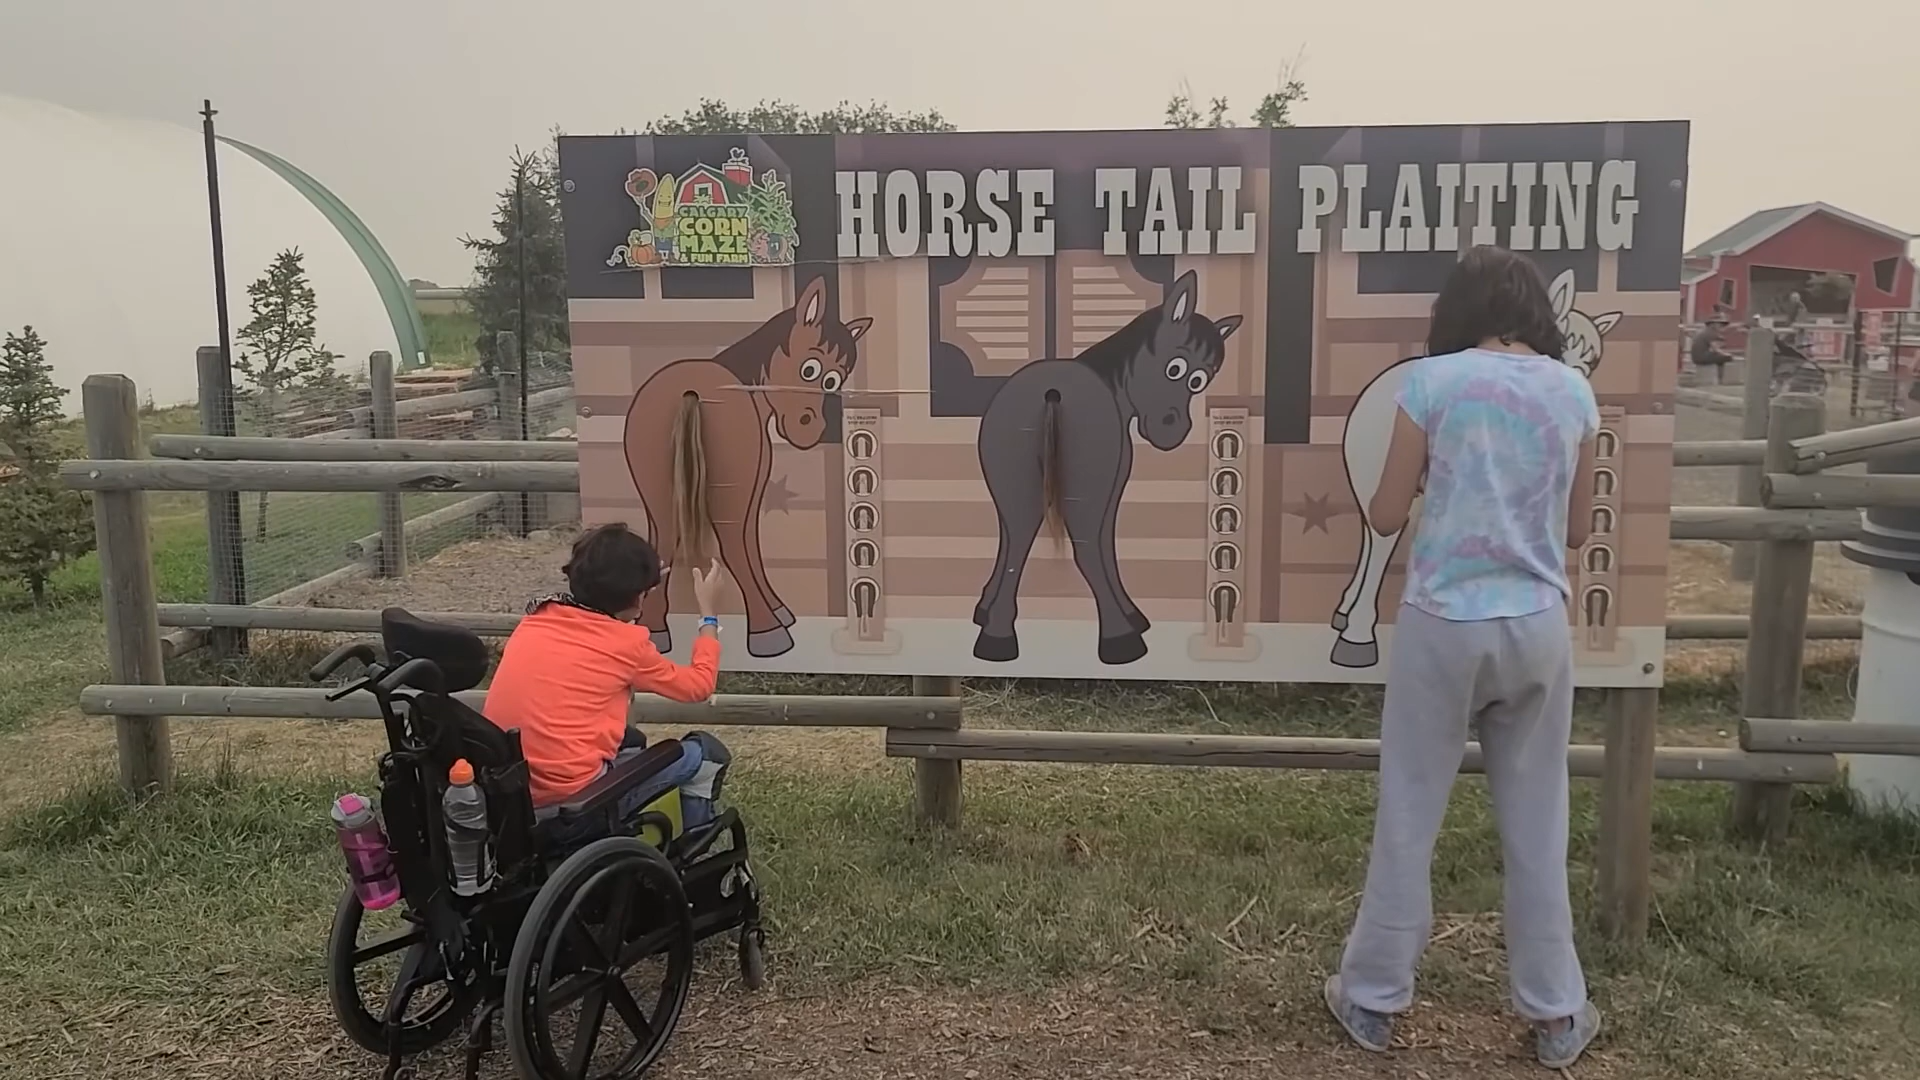 HORSE TAIL PLAITING
CALGARY
CORN
MAZE
& FUN FARM